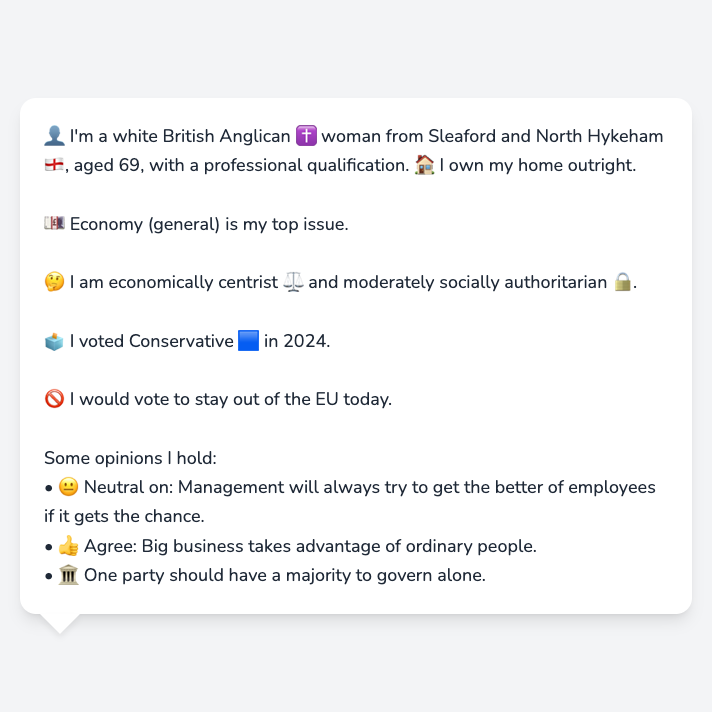 👤 I'm a white British Anglican ✝️ woman from Sleaford and North Hykeham
🏴󠁧󠁢󠁥󠁮󠁧󠁿, aged 69, with a professional qualification. 🏠 I own my home outright.
💷 Economy (general) is my top issue.
🤔 I am economically centrist ⚖️ and moderately socially authoritarian 🔒.
🗳️ I voted Conservative 🟦 in 2024.
🚫 I would vote to stay out of the EU today.
Some opinions I hold:
• 😐 Neutral on: Management will always try to get the better of employees
if it gets the chance.
• 👍 Agree: Big business takes advantage of ordinary people.
• 🏛️ One party should have a majority to govern alone.